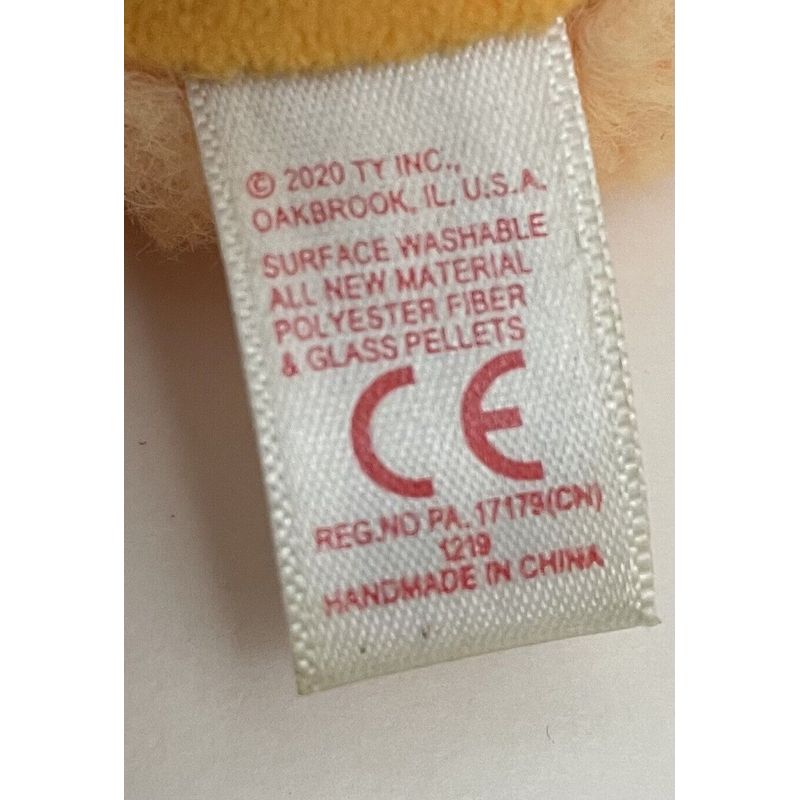 © 2020 TY INC.,
OAKBROOK, IL, U.S.A.
SURFACE WASHABLE
ALL NEW MATERIAL
POLYESTER FIBER
& GLASS PELLETS
CE
REG.NO PA. 17179(CN)
1219
HANDMADE IN CHINA